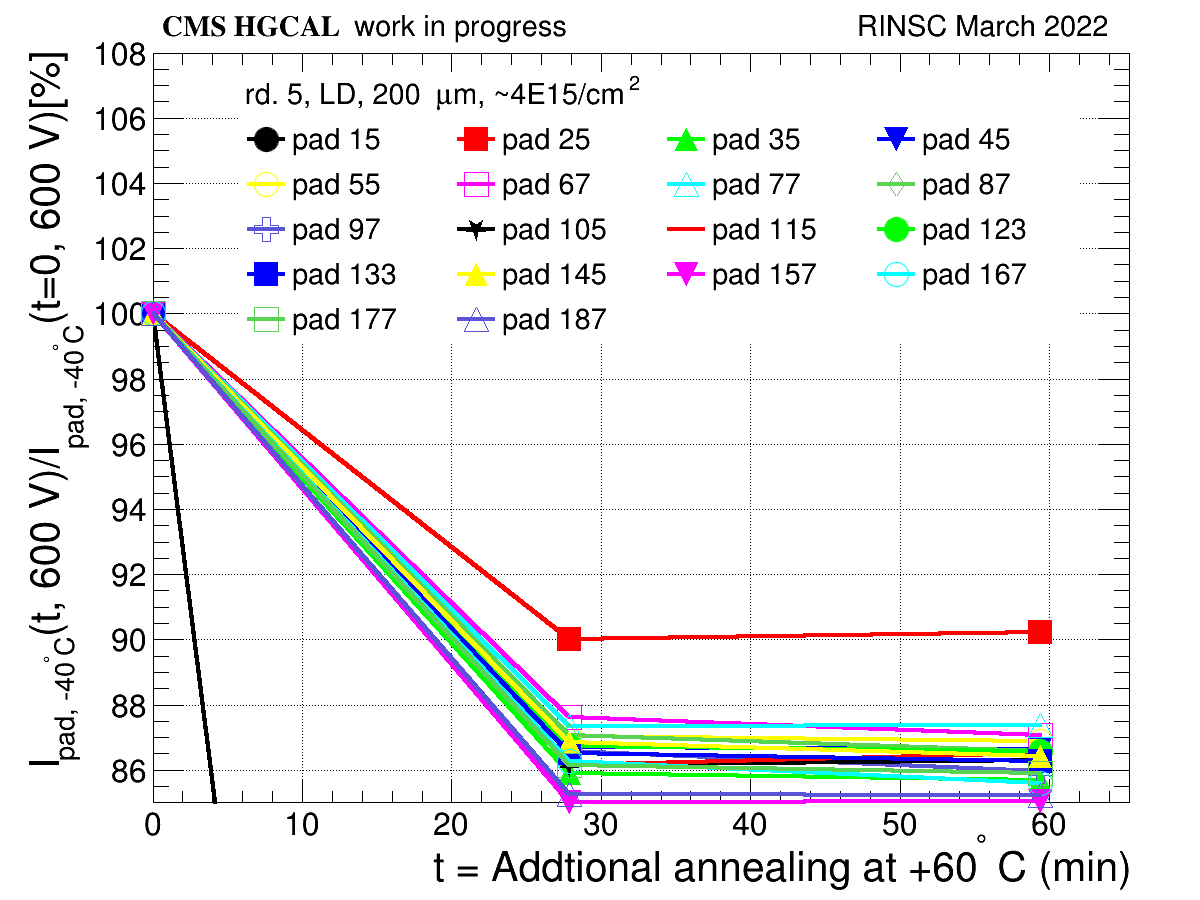 CMS HGCAL work in progress RINSC March 2022
I_pad, -40°C(t, 600 V)/I_pad, -40°C(t=0, 600 V)[%]
rd. 5, LD, 200 μm, ~4E15/cm²
pad 15 pad 25 pad 35 pad 45
pad 55 pad 67 pad 77 pad 87
pad 97 pad 105 pad 115 pad 123
pad 133 pad 145 pad 157 pad 167
pad 177 pad 187
108
106
104
102
100
98
96
94
92
90
88
86
0 10 20 30 40 50 60
t = Addtional annealing at +60°C (min)